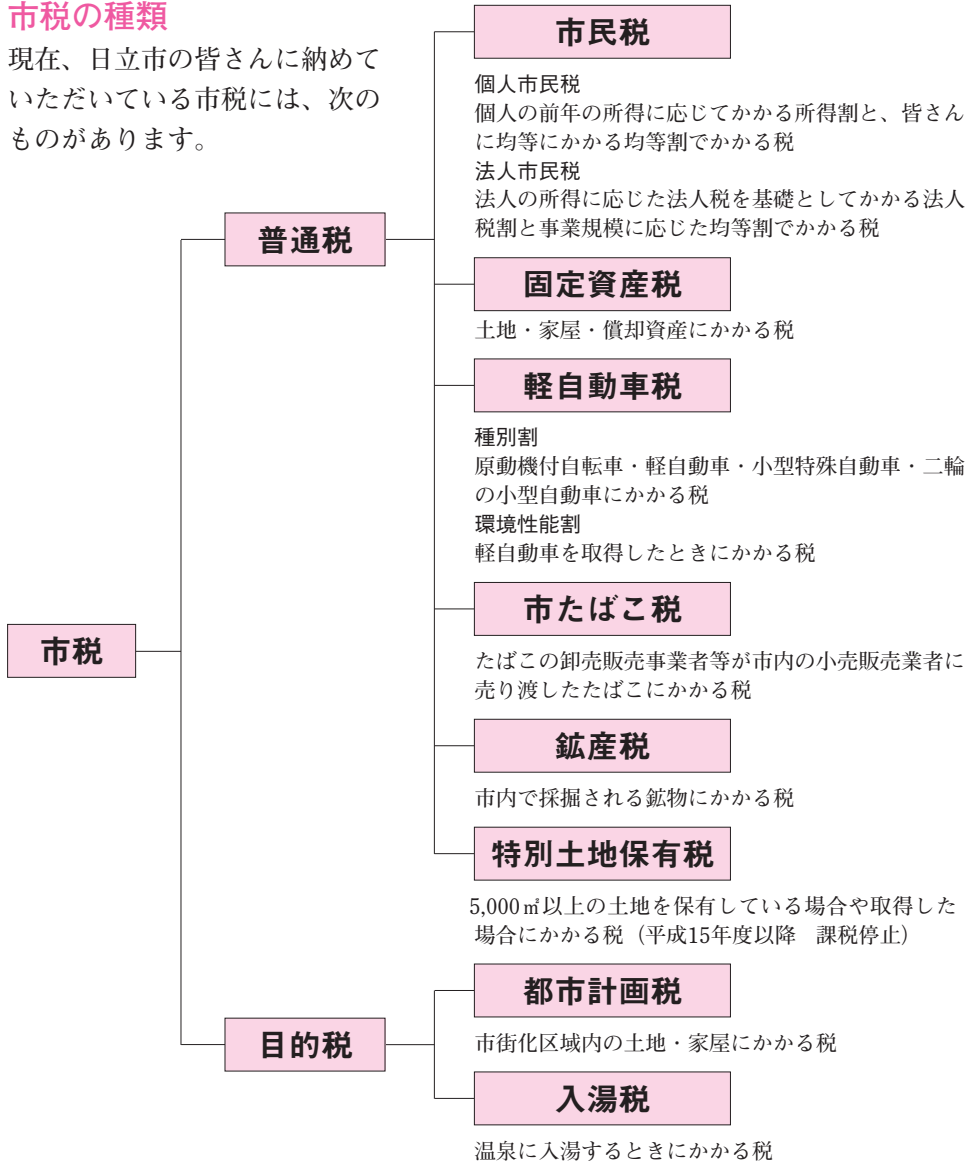 市税の種類
現在、日立市の皆さんに納めて
いただいている市税には、次の
ものがあります。
市税
普通税
市民税
個人市民税
個人の前年の所得に応じてかかる所得割と、皆さん
に均等にかかる均等割でかかる税
法人市民税
法人の所得に応じた法人税を基礎としてかかる法人
税割と事業規模に応じた均等割でかかる税
固定資産税
土地・家屋・償却資産にかかる税
軽自動車税
種別割
原動機付自転車・軽自動車・小型特殊自動車・二輪
の小型自動車にかかる税
環境性能割
軽自動車を取得したときにかかる税
市たばこ税
たばこの卸売販売事業者等が市内の小売販売業者に
売り渡したたばこにかかる税
鉱産税
市内で採掘される鉱物にかかる税
特別土地保有税
5,000㎡以上の土地を保有している場合や取得した
場合にかかる税（平成15年度以降　課税停止）
目的税
都市計画税
市街化区域内の土地・家屋にかかる税
入湯税
温泉に入湯するときにかかる税